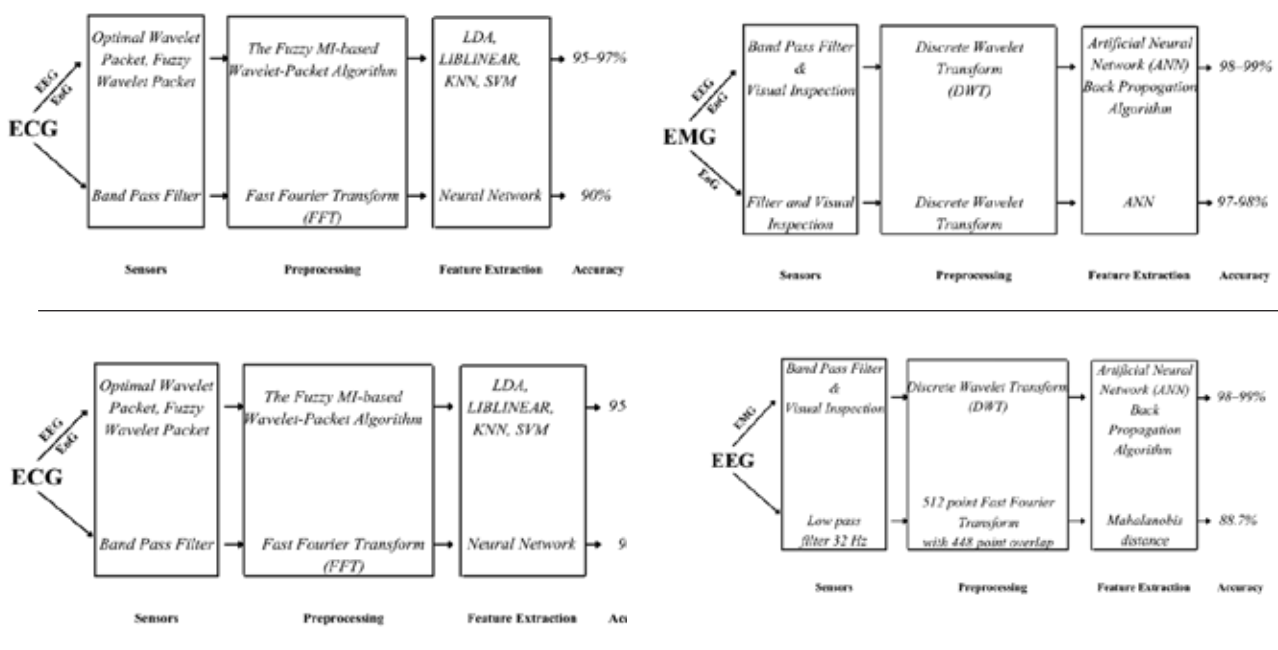 Optimal Wavelet
Packet, Fuzzy
Wavelet Packet
The Fuzzy MI-based
Wavelet-Packet Algorithm
LDA,
LIBLINEAR,
KNN, SVM
95-97%
EEG
EoG
ECG
Band Pass Filter
Fast Fourier Transform
(FFT)
Neural Network
90%
Sensors
Preprocessing
Feature Extraction
Accuracy
Band Pass Filter
&
Visual Inspection
Discrete Wavelet
Transform
(DWT)
Artificial Neural
Network (ANN)
Back Propogation
Algorithm
98-99%
EEG
EoG
EMG
EoG
Filter and Visual
Inspection
Discrete Wavelet
Transform
ANN
97-98%
Sensors
Preprocessing
Feature Extraction
Accuracy
Optimal Wavelet
Packet, Fuzzy
Wavelet Packet
The Fuzzy MI-based
Wavelet-Packet Algorithm
LDA,
LIBLINEAR,
KNN, SVM
95
EEG
EoG
ECG
Band Pass Filter
Fast Fourier Transform
(FFT)
Neural Network
9
Sensors
Preprocessing
Feature Extraction
Acc
Band Pass Filter
&
Visual Inspection
Discrete Wavelet Transform
(DWT)
Artificial Neural
Network (ANN)
Back
Propagation
Algorithm
98-99%
EMG
EEG
Low pass
filter 32 Hz
512 point Fast Fourier
Transform
with 448 point overlap
Mahalanobis
distance
88.7%
Sensors
Preprocessing
Feature Extraction
Accuracy